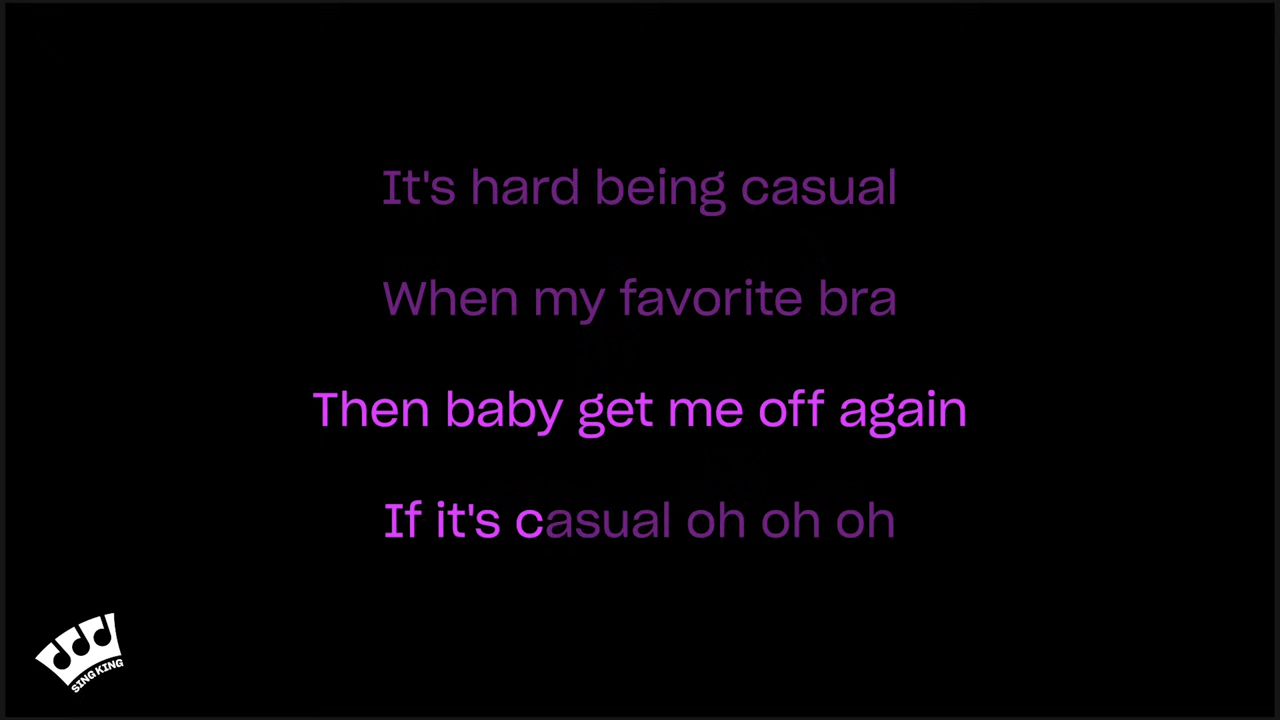 It's hard being casual
When my favorite bra
Then baby get me off again
If it's casual oh oh oh
SING KING